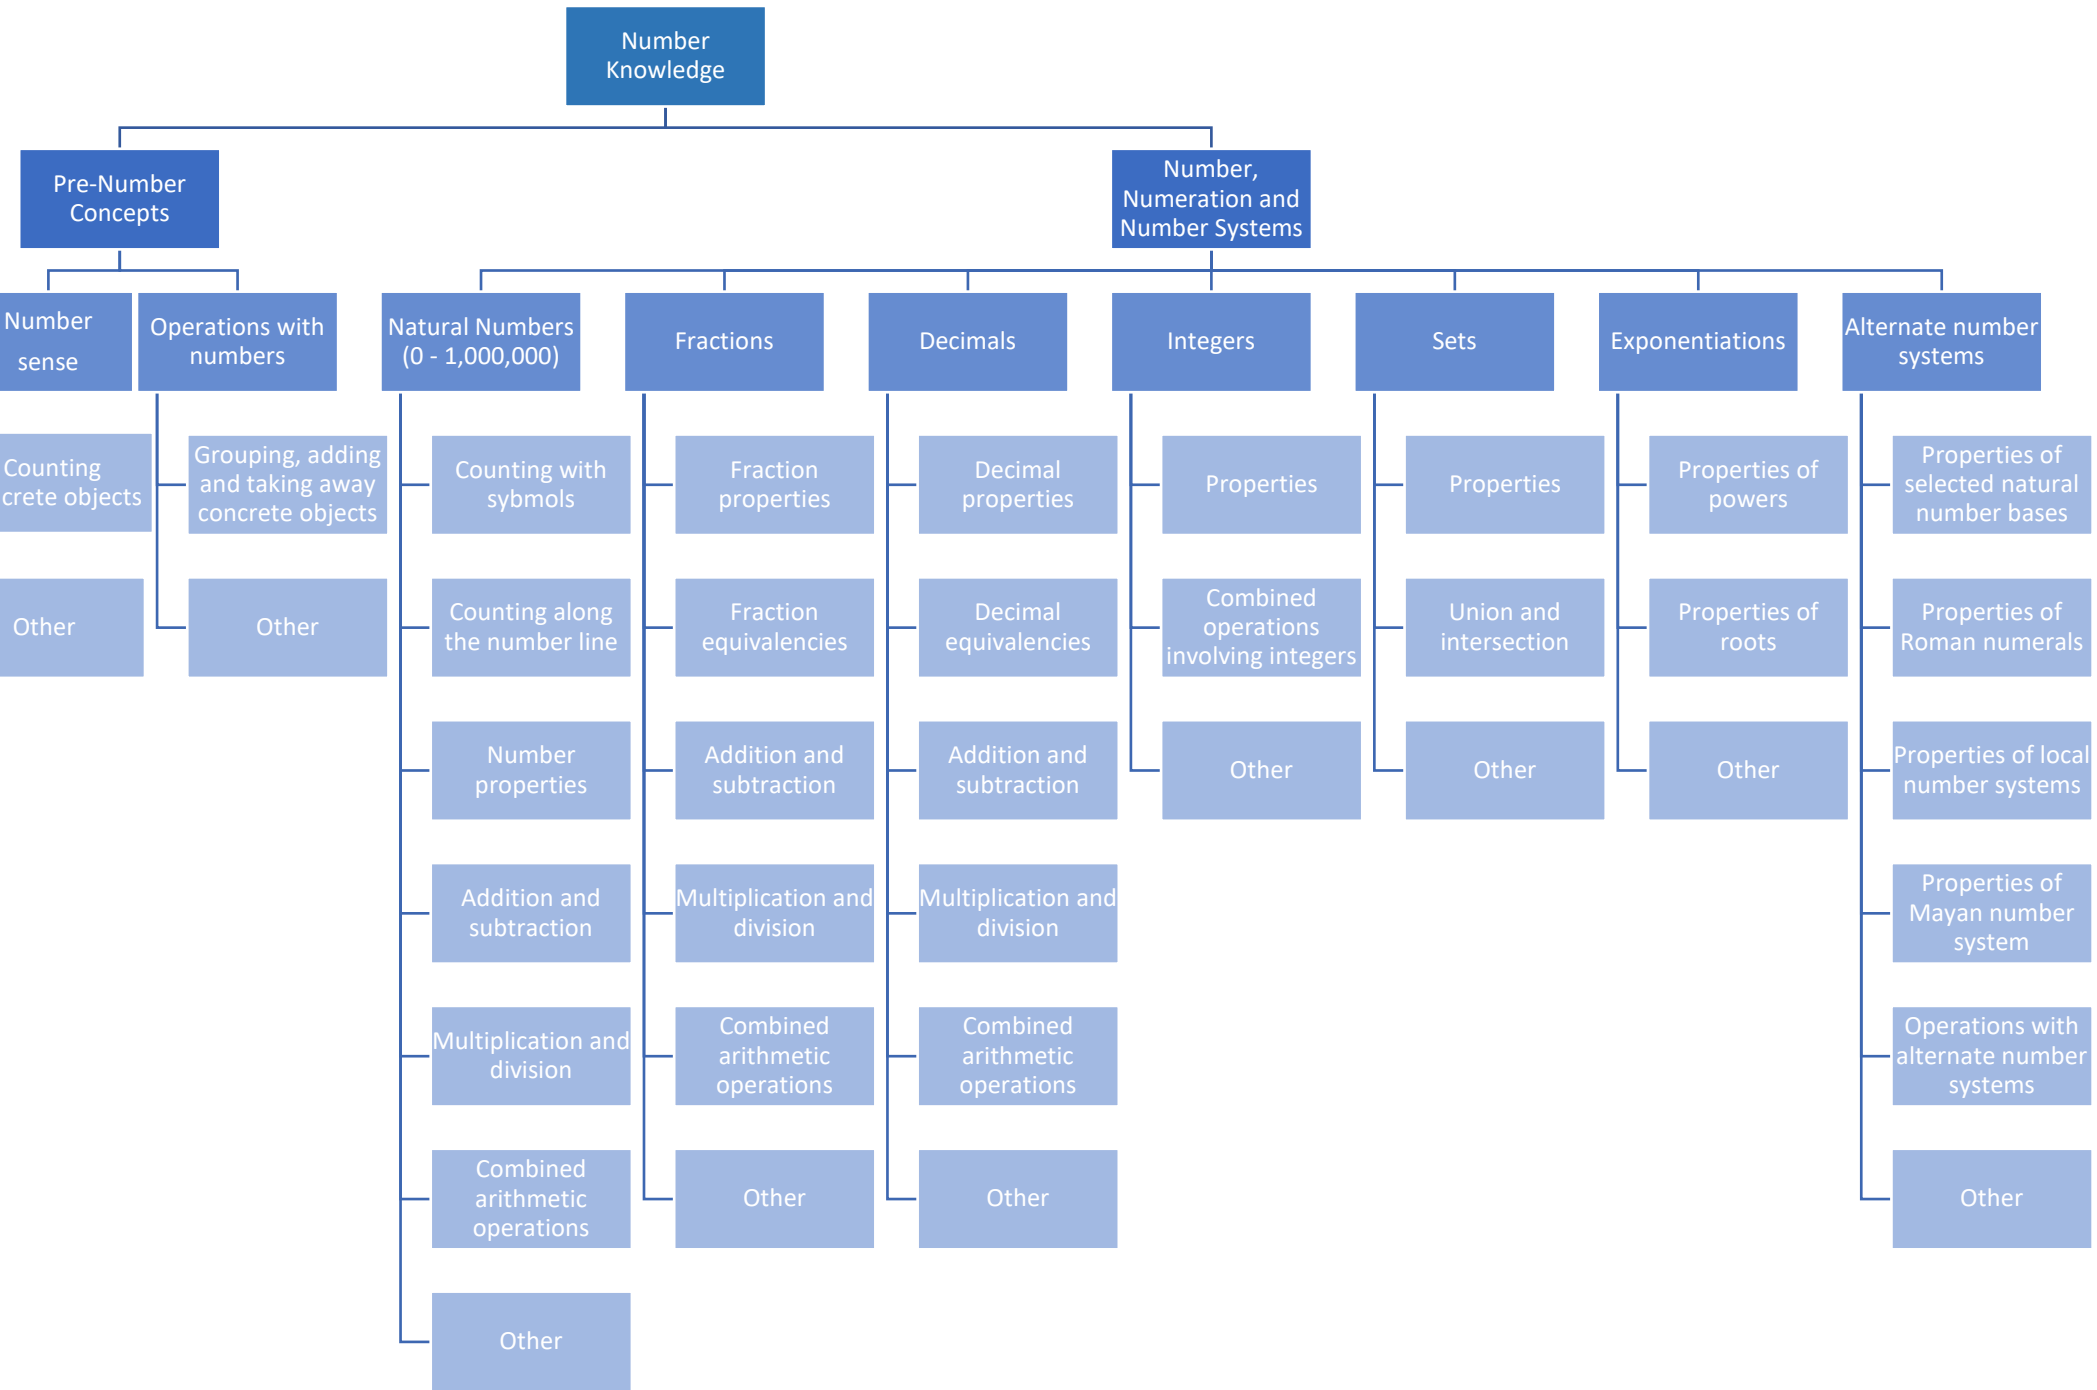 Number
Knowledge
Pre-Number
Concepts
Number,
Numeration and
Number Systems
Number
sense
Operations with
numbers
Natural Numbers
(0 - 1,000,000)
Fractions
Decimals
Integers
Sets
Exponentiations
Alternate number
systems
Counting
crete objects
Other
Grouping, adding
and taking away
concrete objects
Other
Counting with
sybmols
Counting along
the number line
Number
properties
Addition and
subtraction
Multiplication and
division
Combined
arithmetic
operations
Other
Fraction
properties
Fraction
equivalencies
Addition and
subtraction
Multiplication and
division
Combined
arithmetic
operations
Other
Decimal
properties
Decimal
equivalencies
Addition and
subtraction
Multiplication and
division
Combined
arithmetic
operations
Other
Properties
Combined
operations
involving integers
Other
Properties
Union and
intersection
Other
Properties of
powers
Properties of
roots
Other
Properties of
selected natural
number bases
Properties of
Roman numerals
Properties of local
number systems
Properties of
Mayan number
system
Operations with
alternate number
systems
Other